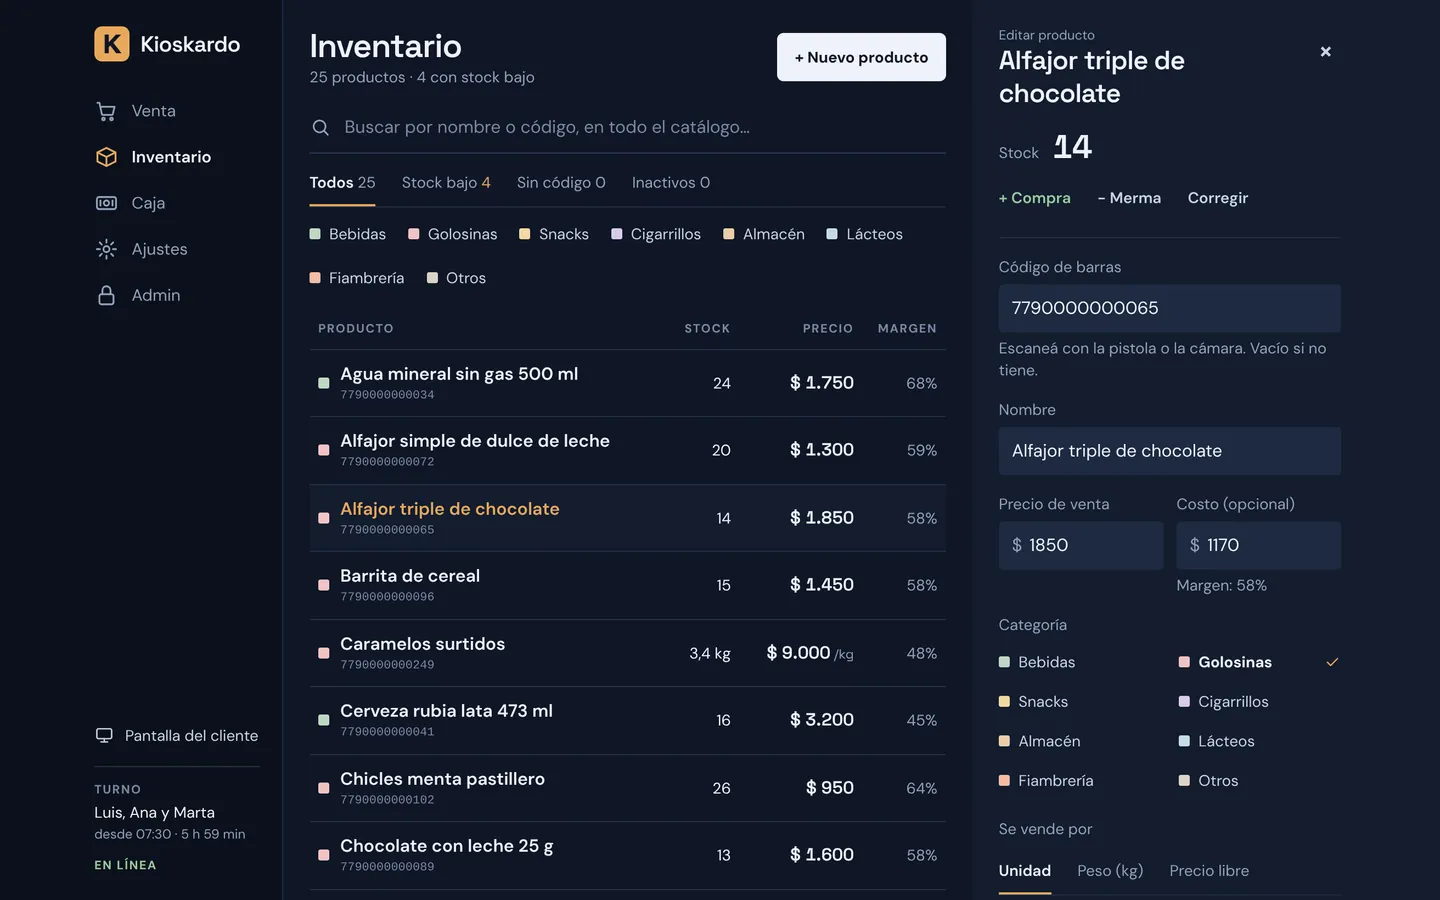 K Kioskardo
Venta
Inventario
Caja
Ajustes
Admin
Pantalla del cliente
TURNO
Luis, Ana y Marta
desde 07:30 · 5 h 59 min
EN LÍNEA
Inventario
25 productos · 4 con stock bajo
+ Nuevo producto
Buscar por nombre o código, en todo el catálogo...
Todos 25 Stock bajo 4 Sin código 0 Inactivos 0
Bebidas Golosinas Snacks Cigarrillos Almacén Lácteos
Fiambrería Otros
PRODUCTO STOCK PRECIO MARGEN
Agua mineral sin gas 500 ml 24 $ 1.750 68%
7790000000034
Alfajor simple de dulce de leche 20 $ 1.300 59%
7790000000072
Alfajor triple de chocolate 14 $ 1.850 58%
7790000000065
Barrita de cereal 15 $ 1.450 58%
7790000000096
Caramelos surtidos 3,4 kg $ 9.000 /kg 48%
7790000000249
Cerveza rubia lata 473 ml 16 $ 3.200 45%
7790000000041
Chicles menta pastillero 26 $ 950 64%
7790000000102
Chocolate con leche 25 g 13 $ 1.600 58%
7790000000089
Editar producto
Alfajor triple de
chocolate
×
Stock 14
+ Compra - Merma Corregir
Código de barras
7790000000065
Escaneá con la pistola o la cámara. Vacío si no
tiene.
Nombre
Alfajor triple de chocolate
Precio de venta Costo (opcional)
$ 1850 $ 1170
Margen: 58%
Categoría
Bebidas Golosinas
Snacks Cigarrillos
Almacén Lácteos
Fiambrería Otros
Se vende por
Unidad Peso (kg) Precio libre